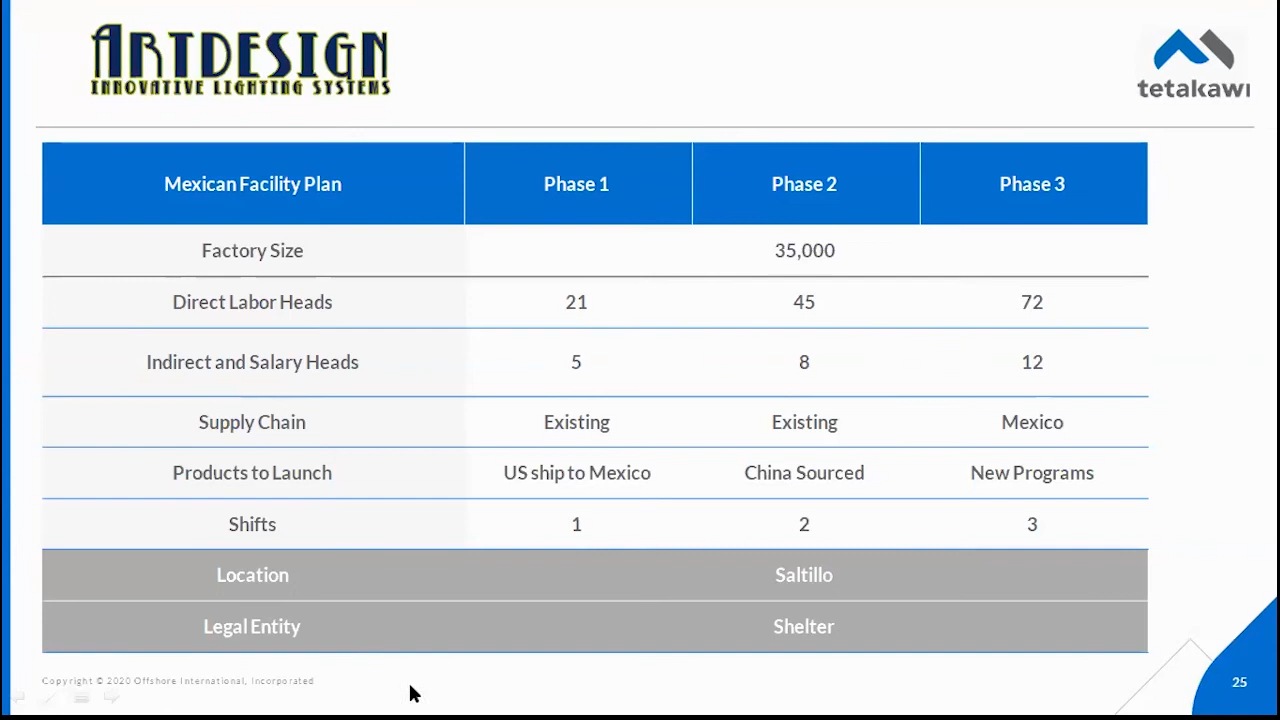 ARTDESIGN
INNOVATIVE LIGHTING SYSTEMS
tetakawi
Mexican Facility Plan Phase 1 Phase 2 Phase 3
Factory Size 35,000
Direct Labor Heads 21 45 72
Indirect and Salary Heads 5 8 12
Supply Chain Existing Existing Mexico
Products to Launch US ship to Mexico China Sourced New Programs
Shifts 1 2 3
Location Saltillo
Legal Entity Shelter
Copyright © 2020 Offshore International, Incorporated
25